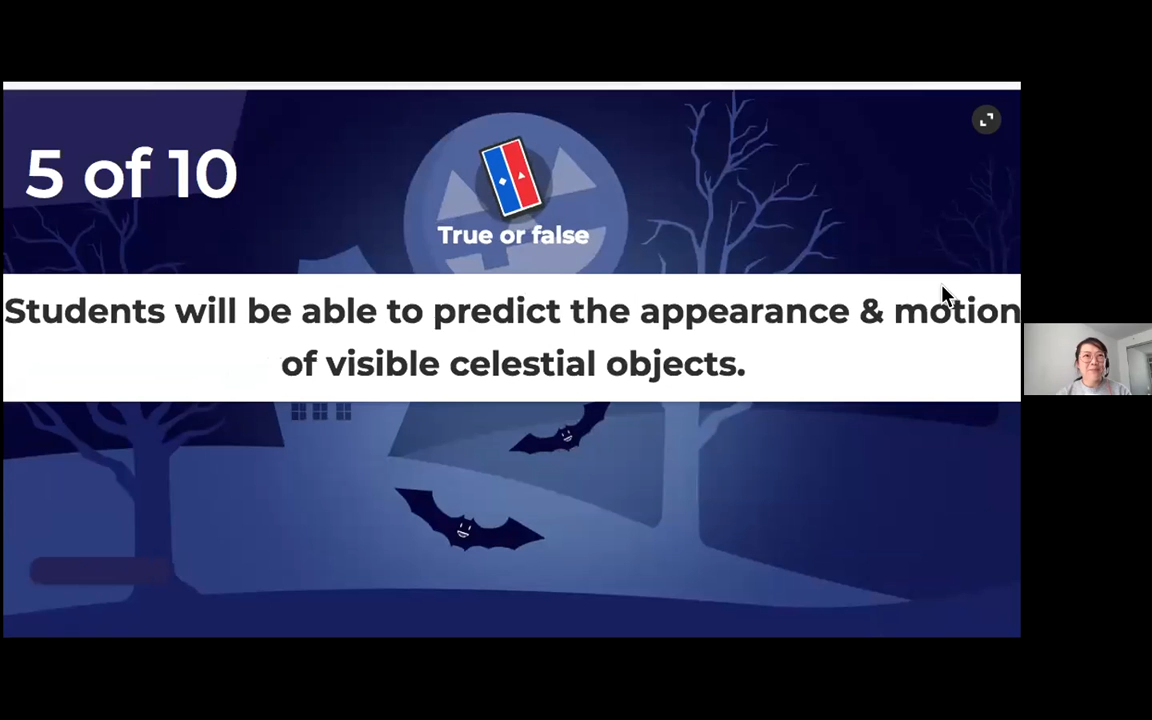 5 of 10
True or false
Students will be able to predict the appearance & motion
of visible celestial objects.